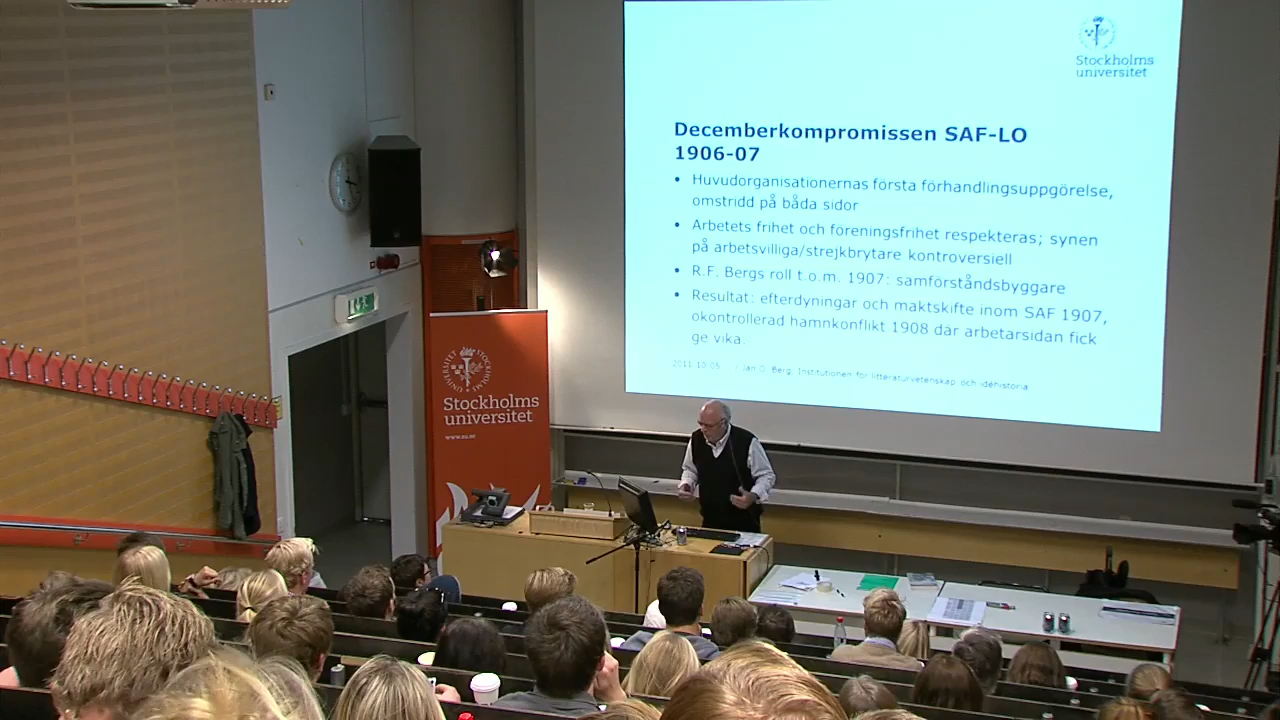 Stockholms
universitet
Decemberkompromissen SAF-LO
1906-07
• Huvudorganisationernas första förhandlingsuppgörelse,
omstridd på båda sidor
• Arbetets frihet och föreningsfrihet respekteras; synen
på arbetsvilliga/strejkbrytare kontroversiell
• R.F. Bergs roll t.o.m. 1907: samförståndsbyggare
• Resultat: efterdyningar och maktskifte inom SAF 1907,
okontrollerad hamnkonflikt 1908 där arbetarsidan fick
ge vika.
2011-10-05 / Jan O. Berg, Institutionen för litteraturvetenskap och idéhistoria
Stockholms
universitet
www.su.se